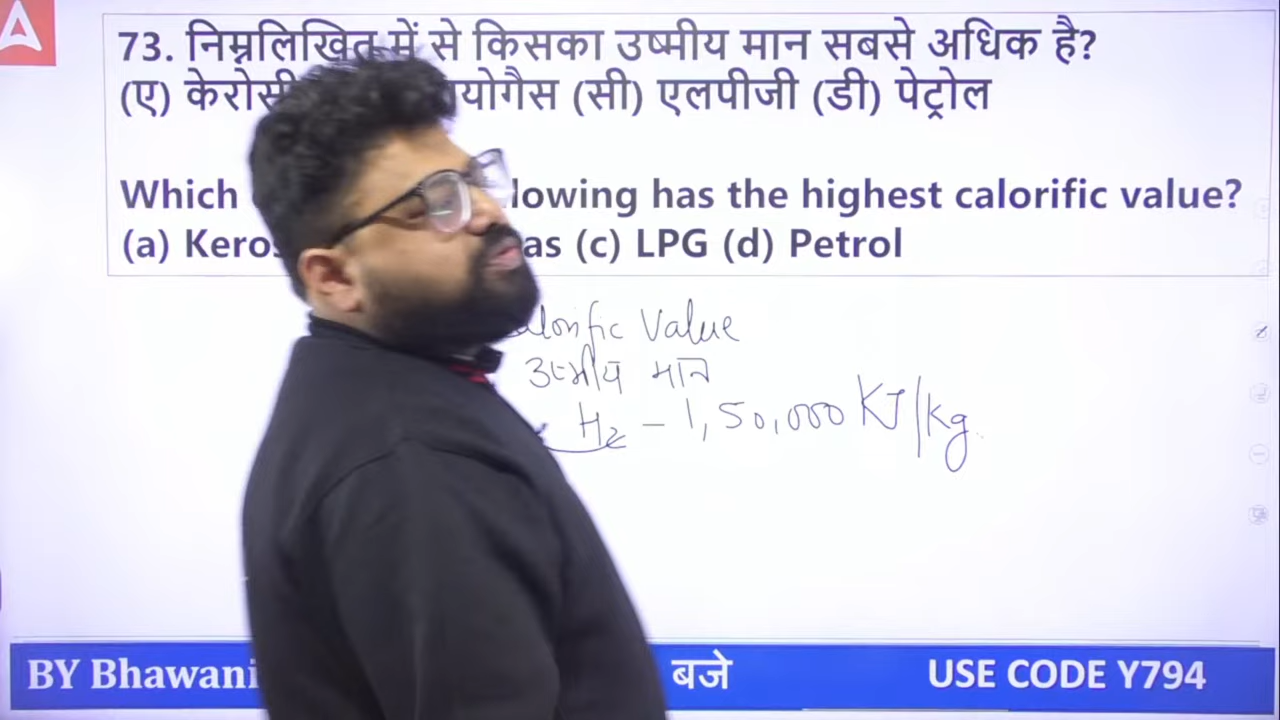 73. निम्नलिखित में से किसका उष्मीय मान सबसे अधिक है?
(ए) योगैस (सी) एलपीजी (डी) पेट्रोल
Which lowing has the highest calorific value?
(a) Keros as (c) LPG (d) Petrol
alorific Value
उष्मीय मान
H₂ – 1,50,000 KJ/Kg
BY Bhawani बजे USE CODE Y794